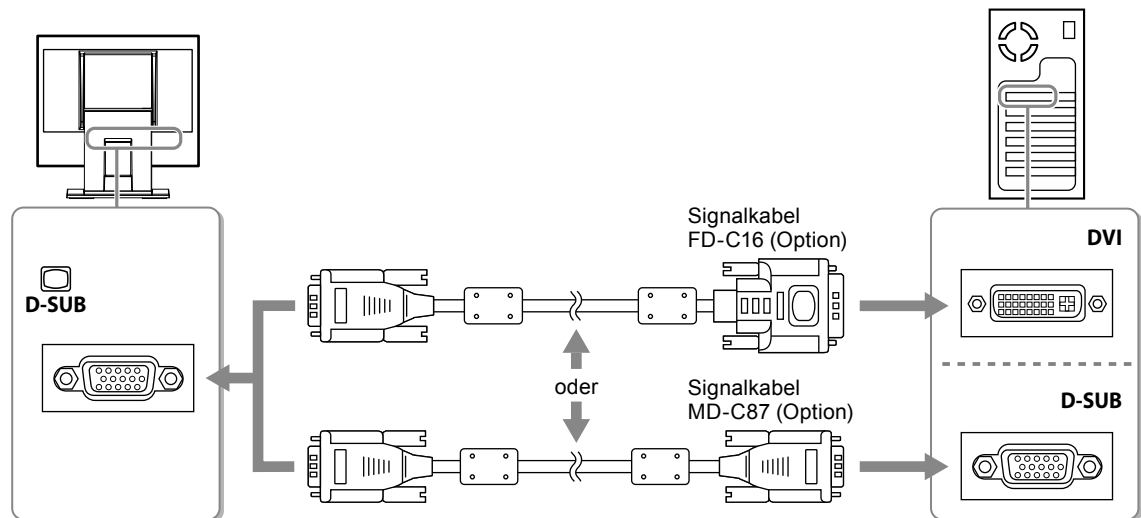 D-SUB
Signalkabel
FD-C16 (Option)
oder
Signalkabel
MD-C87 (Option)
DVI
D-SUB